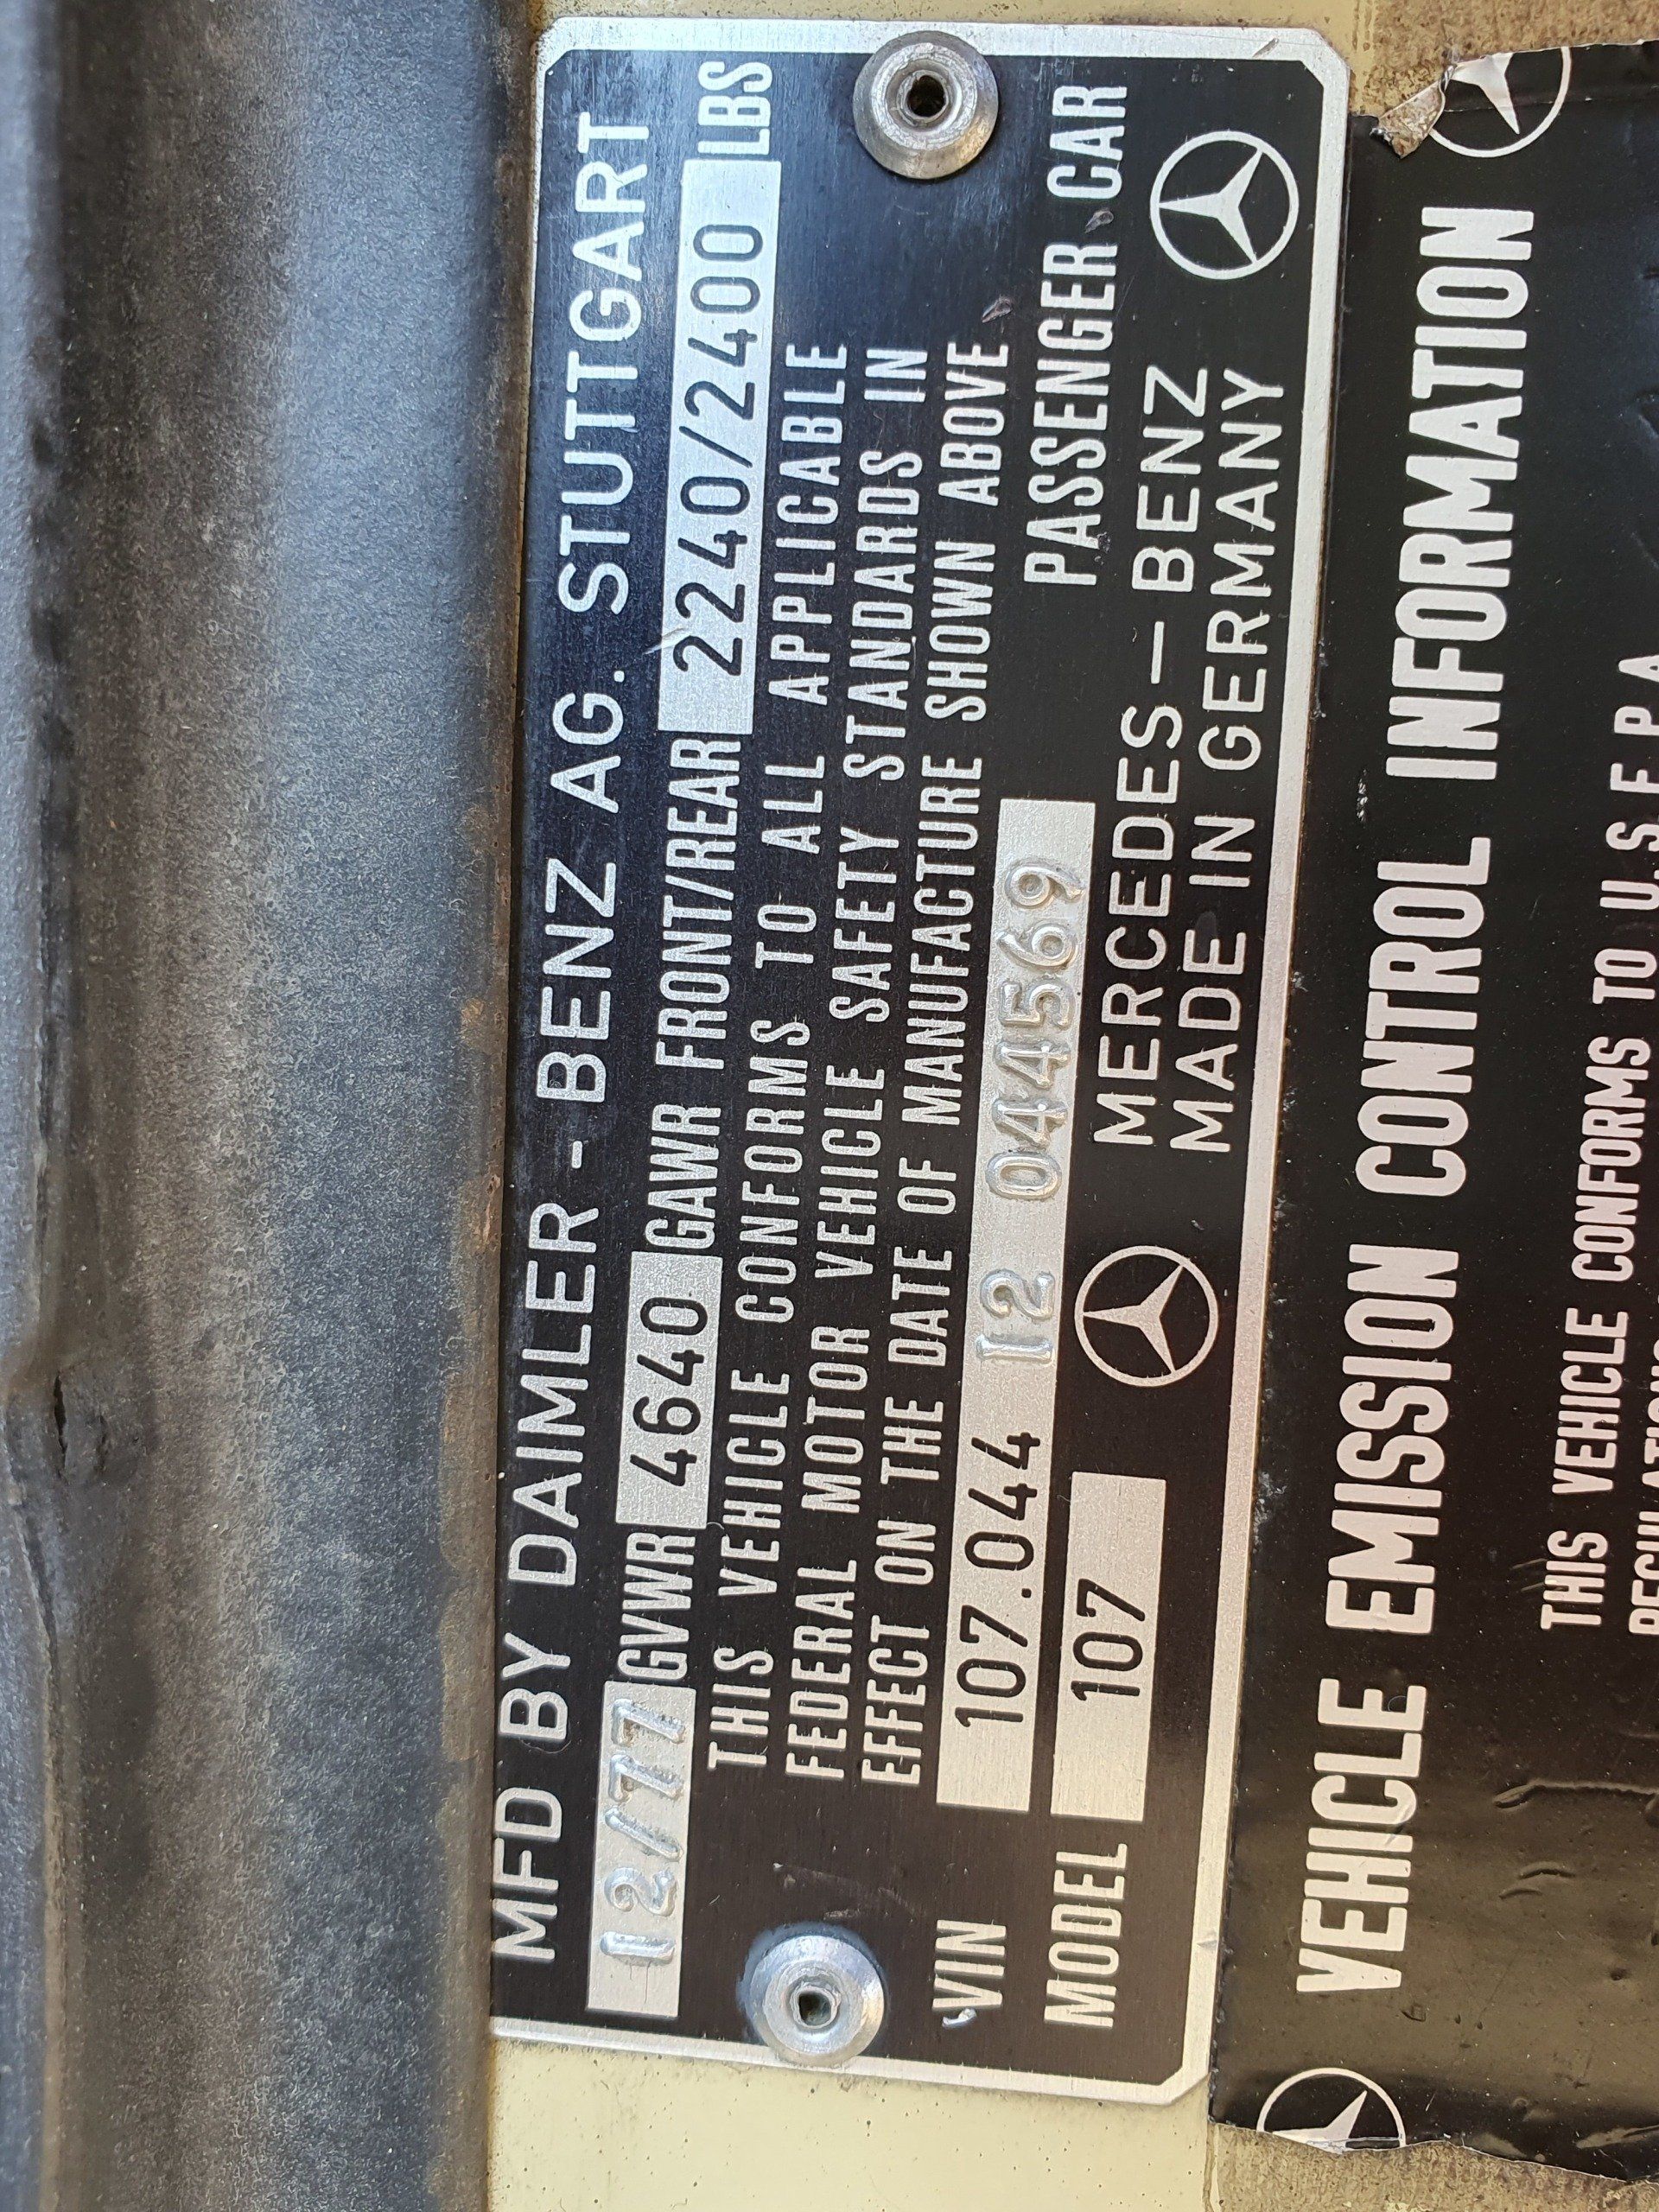 MFD BY DAIMLER - BENZ AG. STUTTGART
12/77 GVWR 4640 GAWR FRONT/REAR 2240/2400 LBS
THIS VEHICLE CONFORMS TO ALL APPLICABLE
FEDERAL MOTOR VEHICLE SAFETY STANDARDS IN
EFFECT ON THE DATE OF MANUFACTURE SHOWN ABOVE
VIN 107.044 12 044569 PASSENGER CAR
MODEL 107 MERCEDES - BENZ
MADE IN GERMANY
VEHICLE EMISSION CONTROL INFORMATION
THIS VEHICLE CONFORMS TO U.S.E.P.A.